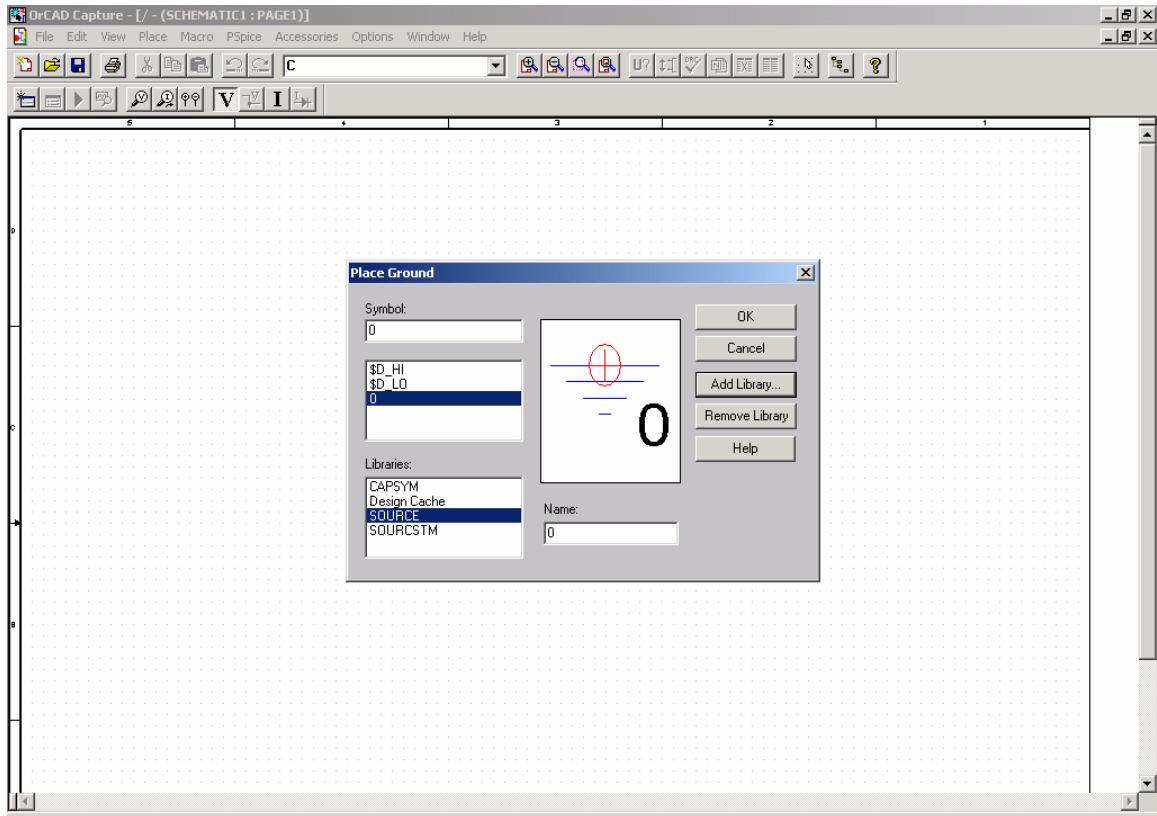 OrCAD Capture - [/ - (SCHEMATIC1 : PAGE1)]
File Edit View Place Macro PSpice Accessories Options Window Help
C
U?
DRC
V I
5 4 3 2 1
D
C
B
Place Ground
Symbol:
0
$D_HI
$D_LO
0
Libraries:
CAPSYM
Design Cache
SOURCE
SOURCSTM
0
Name:
0
OK
Cancel
Add Library...
Remove Library
Help